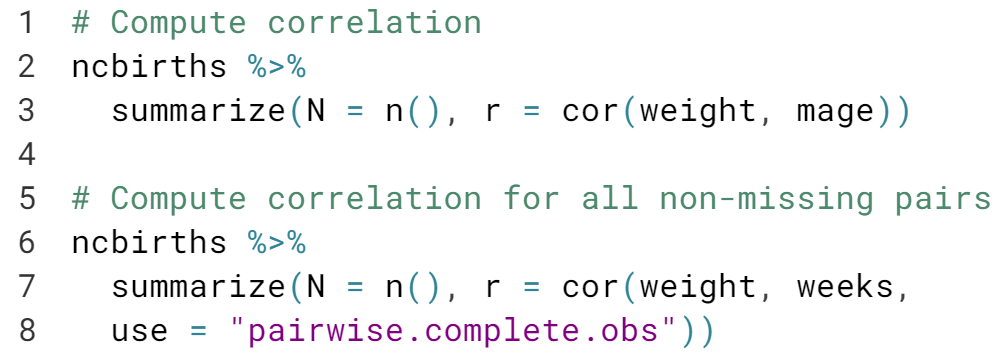 1 # Compute correlation
2 ncbirths %>%
3   summarize(N = n(), r = cor(weight, mage))
4
5 # Compute correlation for all non-missing pairs
6 ncbirths %>%
7   summarize(N = n(), r = cor(weight, weeks,
8   use = "pairwise.complete.obs"))